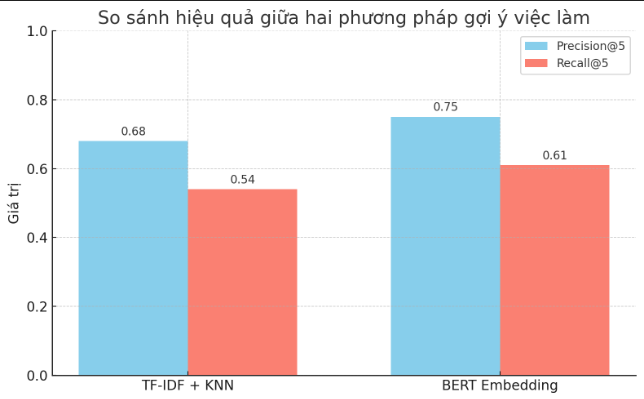 So sánh hiệu quả giữa hai phương pháp gợi ý việc làm
Precision@5
Recall@5
Giá trị
1.0
0.8
0.6
0.4
0.2
0.0
0.68
0.54
0.75
0.61
TF-IDF + KNN
BERT Embedding